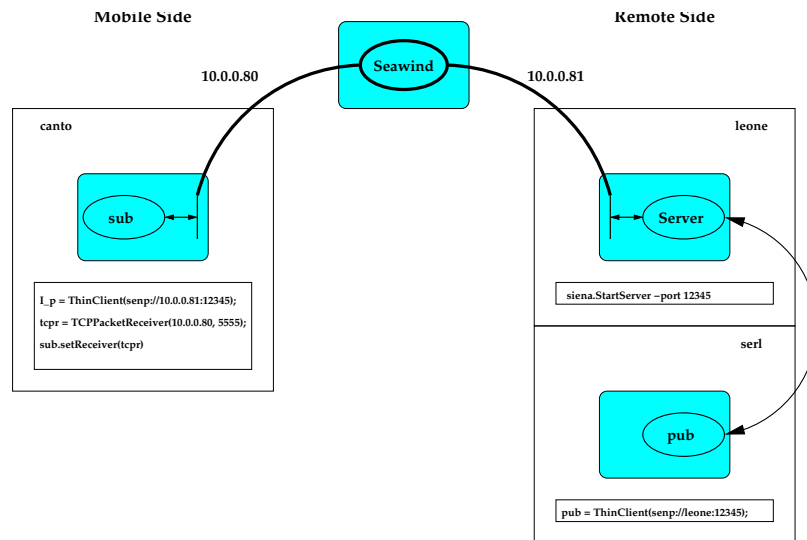 Mobile Side
Remote Side
Seawind
10.0.0.80
10.0.0.81
canto
leone
sub
Server
I_p = ThinClient(senp://10.0.0.81:12345);
tcpr = TCPPacketReceiver(10.0.0.80, 5555);
sub.setReceiver(tcpr)
siena.StartServer –port 12345
serl
pub
pub = ThinClient(senp://leone:12345);